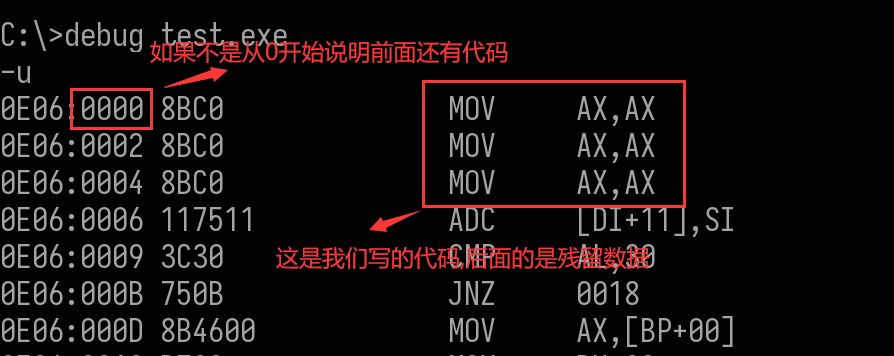 C:\>debug test.exe
如果不是从0开始说明前面还有代码
-u
0E06:0000 8BC0 MOV AX,AX
0E06:0002 8BC0 MOV AX,AX
0E06:0004 8BC0 MOV AX,AX
0E06:0006 117511 ADC [DI+11],SI
0E06:0009 3C30 CMP AL,30
这是我们写的代码,后面的是残留数据
0E06:000B 750B JNZ 0018
0E06:000D 8B4600 MOV AX,[BP+00]